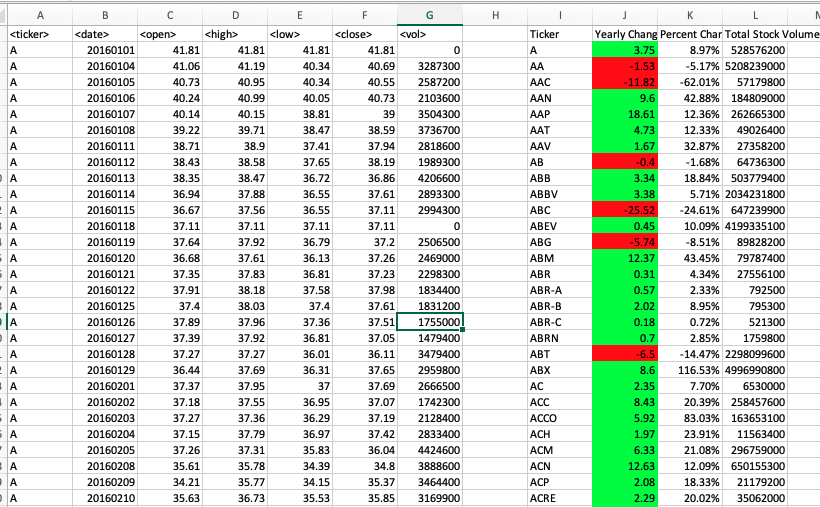 A B C D E F G H I J K L
<ticker> <date> <open> <high> <low> <close> <vol> Ticker Yearly Chang Percent Char Total Stock Volume
A 20160101 41.81 41.81 41.81 41.81 0 A 3.75 8.97% 528576200
A 20160104 41.06 41.19 40.34 40.69 3287300 AA -1.53 -5.17% 5208239000
A 20160105 40.73 40.95 40.34 40.55 2587200 AAC -11.82 -62.01% 57179800
A 20160106 40.24 40.99 40.05 40.73 2103600 AAN 9.6 42.88% 184809000
A 20160107 40.14 40.15 38.81 39 3504300 AAP 18.61 12.36% 262665300
A 20160108 39.22 39.71 38.47 38.59 3736700 AAT 4.73 12.33% 49026400
A 20160111 38.71 38.9 37.41 37.94 2818600 AAV 1.67 32.87% 27358200
A 20160112 38.43 38.58 37.65 38.19 1989300 AB -0.4 -1.68% 64736300
A 20160113 38.35 38.47 36.72 36.86 4206600 ABB 3.34 18.84% 503779400
A 20160114 36.94 37.88 36.55 37.61 2893300 ABBV 3.38 5.71% 2034231800
A 20160115 36.67 37.56 36.55 37.11 2994300 ABC -25.52 -24.61% 647239900
A 20160118 37.11 37.11 37.11 37.11 0 ABEV 0.45 10.09% 4199335100
A 20160119 37.64 37.92 36.79 37.2 2506500 ABG -5.74 -8.51% 89828200
A 20160120 36.68 37.61 36.13 37.26 2469000 ABM 12.37 43.45% 79787400
A 20160121 37.35 37.83 36.81 37.23 2298300 ABR 0.31 4.34% 27556100
A 20160122 37.91 38.18 37.58 37.98 1834400 ABR-A 0.57 2.33% 792500
A 20160125 37.4 38.03 37.4 37.61 1831200 ABR-B 2.02 8.95% 795300
A 20160126 37.89 37.96 37.36 37.51 1755000 ABR-C 0.18 0.72% 521300
A 20160127 37.39 37.92 36.81 37.05 1479400 ABRN 0.7 2.85% 1759800
A 20160128 37.27 37.27 36.01 36.11 3479400 ABT -6.5 -14.47% 2298099600
A 20160129 36.44 37.69 36.31 37.65 2959800 ABX 8.6 116.53% 4996990800
A 20160201 37.37 37.95 37 37.69 2666500 AC 2.35 7.70% 6530000
A 20160202 37.18 37.55 36.95 37.07 1742300 ACC 8.43 20.39% 258457600
A 20160203 37.27 37.36 36.29 37.19 2128400 ACCO 5.92 83.03% 163653100
A 20160204 37.15 37.79 36.97 37.42 2833400 ACH 1.97 23.91% 11563400
A 20160205 37.26 37.31 35.83 36.04 4424600 ACM 6.33 21.08% 296759000
A 20160208 35.61 35.78 34.39 34.8 3888600 ACN 12.63 12.09% 650155300
A 20160209 34.21 35.77 34.15 35.37 3464400 ACP 2.08 18.33% 21179200
A 20160210 35.63 36.73 35.53 35.85 3169900 ACRE 2.29 20.02% 35062000